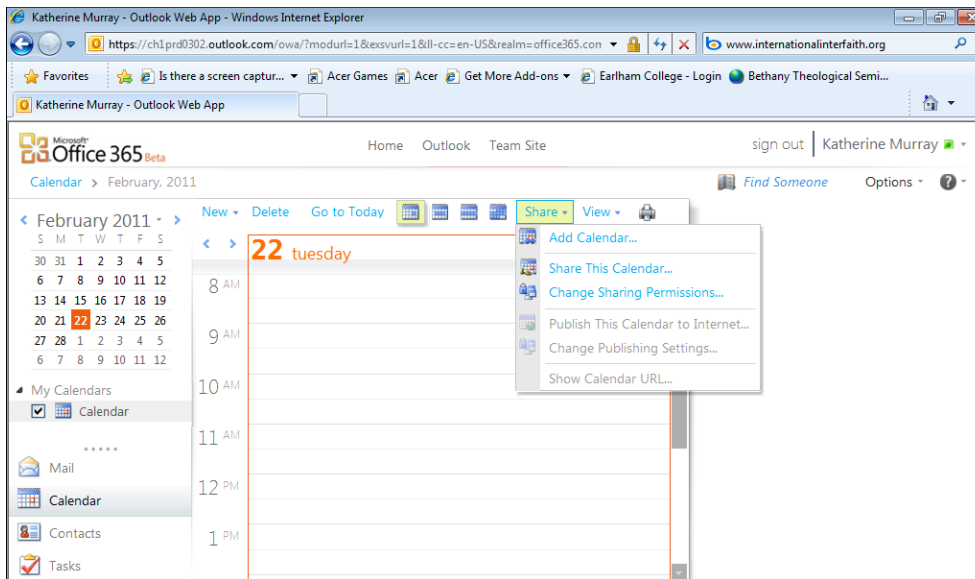 Katherine Murray - Outlook Web App - Windows Internet Explorer
https://ch1prd0302.outlook.com/owa/?modurl=1&exsvurl=1&ll-cc=en-US&realm=office365.con
www.internationalinterfaith.org
Favorites Is there a screen captur... Acer Games Acer Get More Add-ons Earlham College - Login Bethany Theological Semi...
Katherine Murray - Outlook Web App
Microsoft
Office 365 Beta
Home Outlook Team Site
sign out | Katherine Murray
Calendar > February, 2011
Find Someone Options
New Delete Go to Today Share View
February 2011
S M T W T F S
30 31 1 2 3 4 5
6 7 8 9 10 11 12
13 14 15 16 17 18 19
20 21 22 23 24 25 26
27 28 1 2 3 4 5
6 7 8 9 10 11 12
My Calendars
Calendar
Mail
Calendar
Contacts
Tasks
22 tuesday
8 AM
9 AM
10 AM
11 AM
12 PM
1 PM
Add Calendar...
Share This Calendar...
Change Sharing Permissions...
Publish This Calendar to Internet...
Change Publishing Settings...
Show Calendar URL...